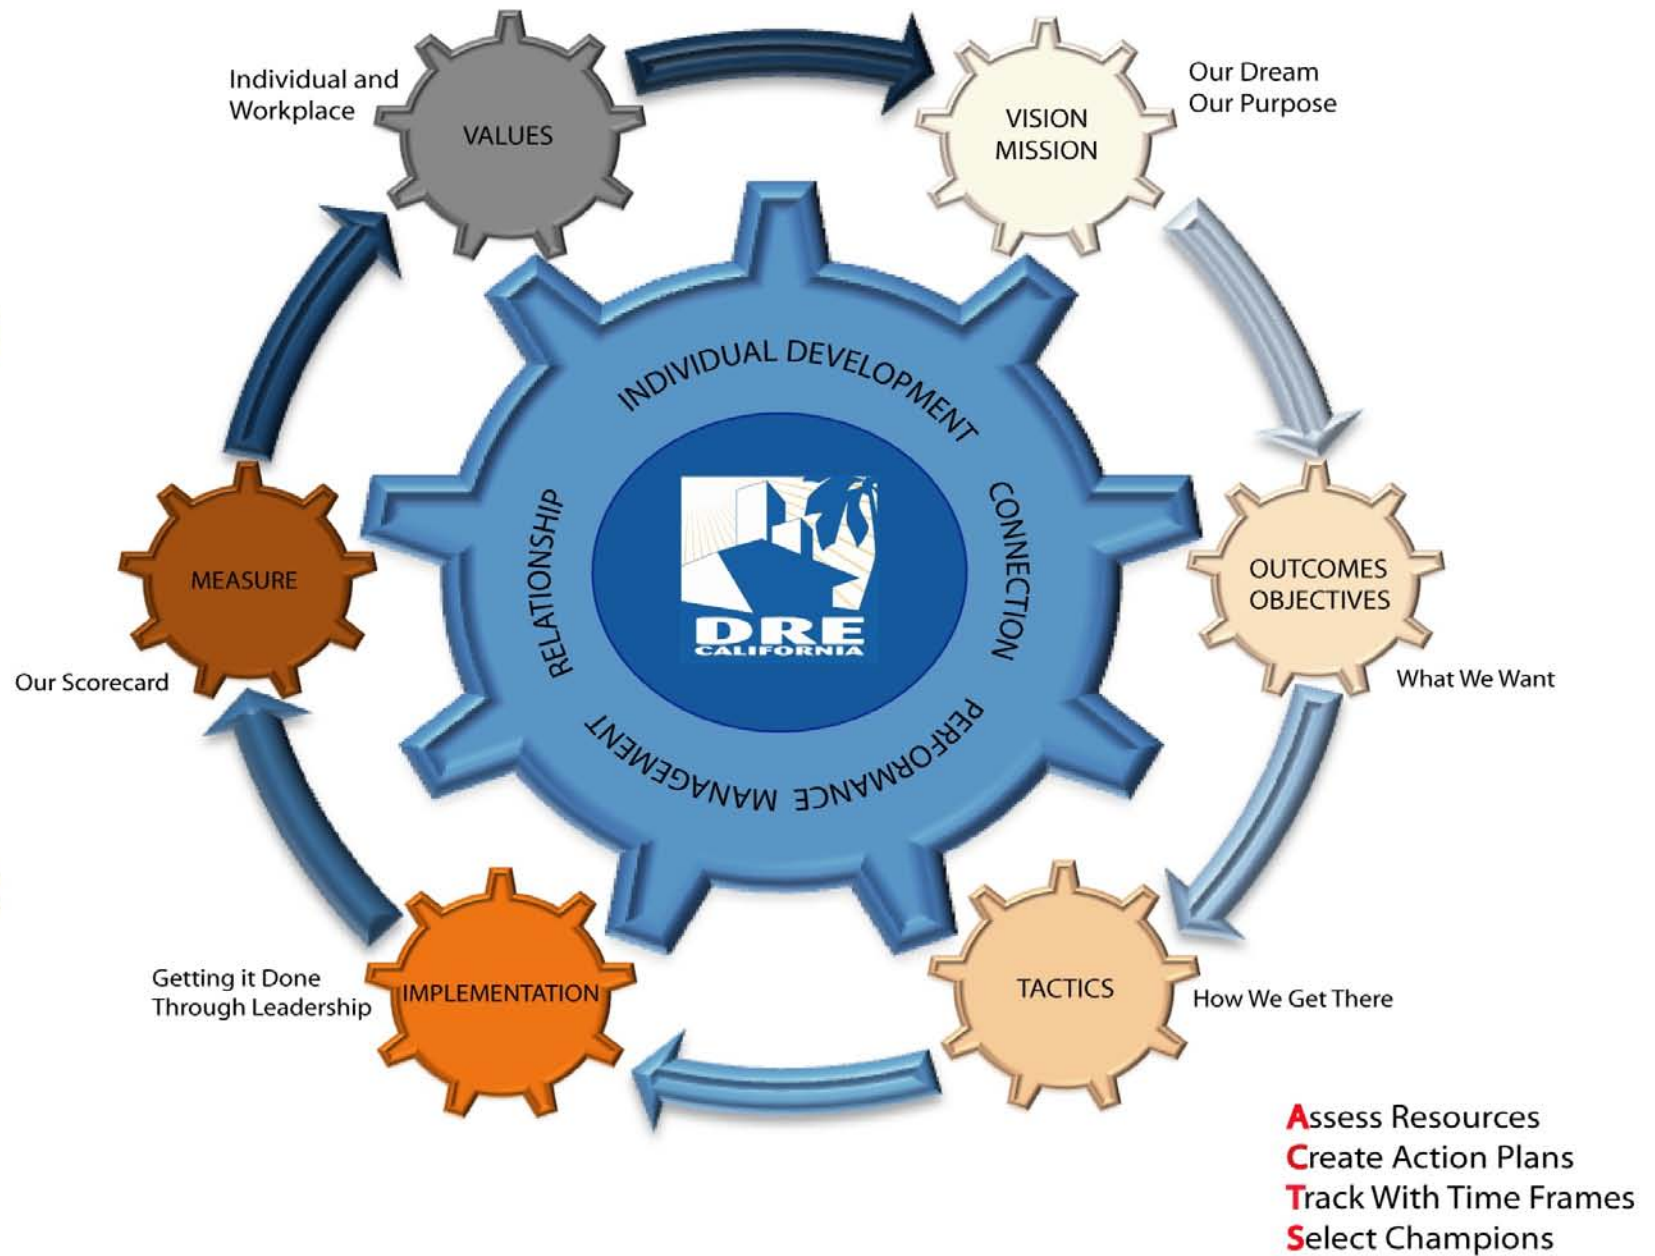 Individual and
Workplace
VALUES
VISION
MISSION
Our Dream
Our Purpose
INDIVIDUAL DEVELOPMENT
CONNECTION
PERFORMANCE MANAGEMENT
RELATIONSHIP
DRE
CALIFORNIA
OUTCOMES
OBJECTIVES
What We Want
TACTICS
How We Get There
IMPLEMENTATION
Getting it Done
Through Leadership
MEASURE
Our Scorecard
Assess Resources
Create Action Plans
Track With Time Frames
Select Champions